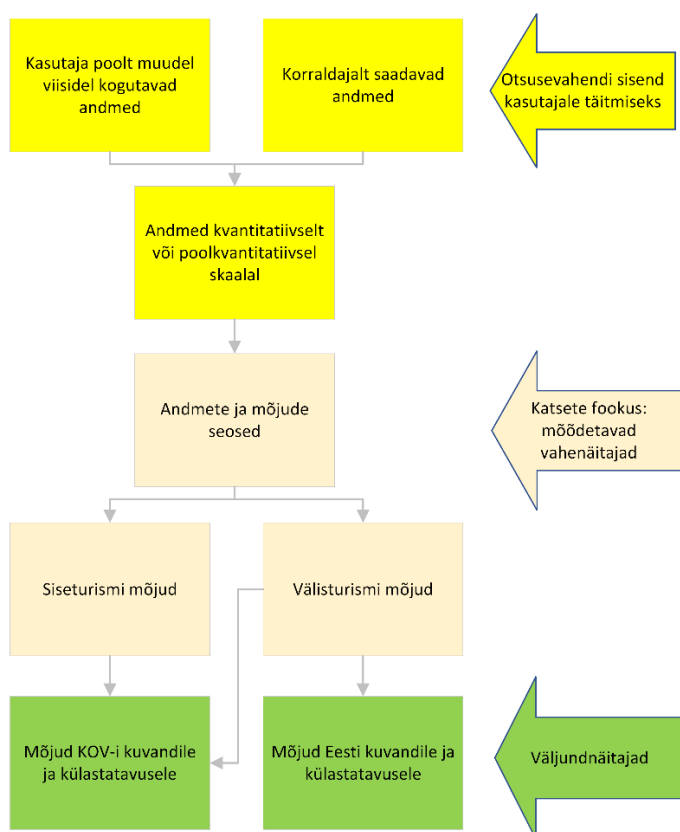 Kasutaja poolt muudel
viisidel kogutavad
andmed
Korraldajalt saadavad
andmed
Otsusevahendi sisend
kasutajale täitmiseks
Andmed kvantitatiivselt
või poolkvantitatiivsel
skaalal
Andmete ja mõjude
seosed
Katsete fookus:
mõõdetavad
vahenäitajad
Siseturismi mõjud
Välisturismi mõjud
Mõjud KOV-i kuvandile
ja külastatavusele
Mõjud Eesti kuvandile ja
külastatavusele
Väljundnäitajad